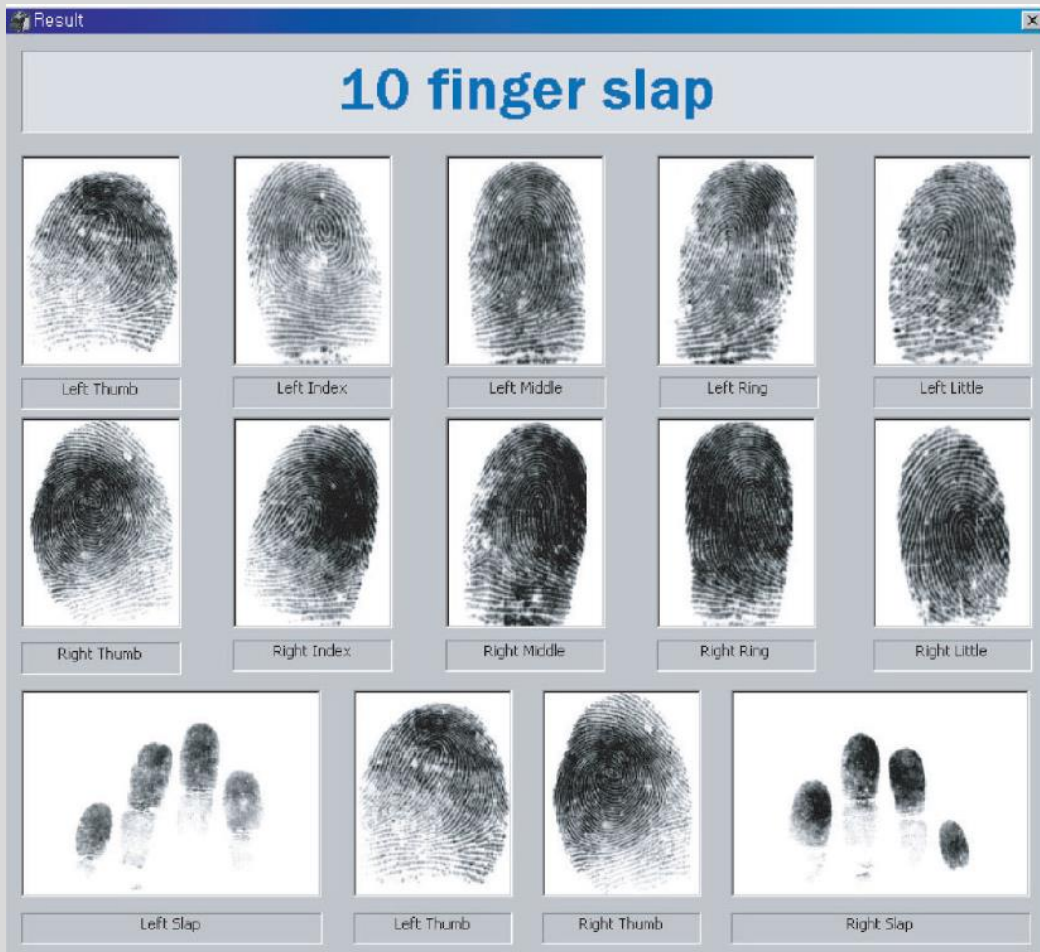 Result
10 finger slap
Left Thumb
Left Index
Left Middle
Left Ring
Left Little
Right Thumb
Right Index
Right Middle
Right Ring
Right Little
Left Slap
Left Thumb
Right Thumb
Right Slap